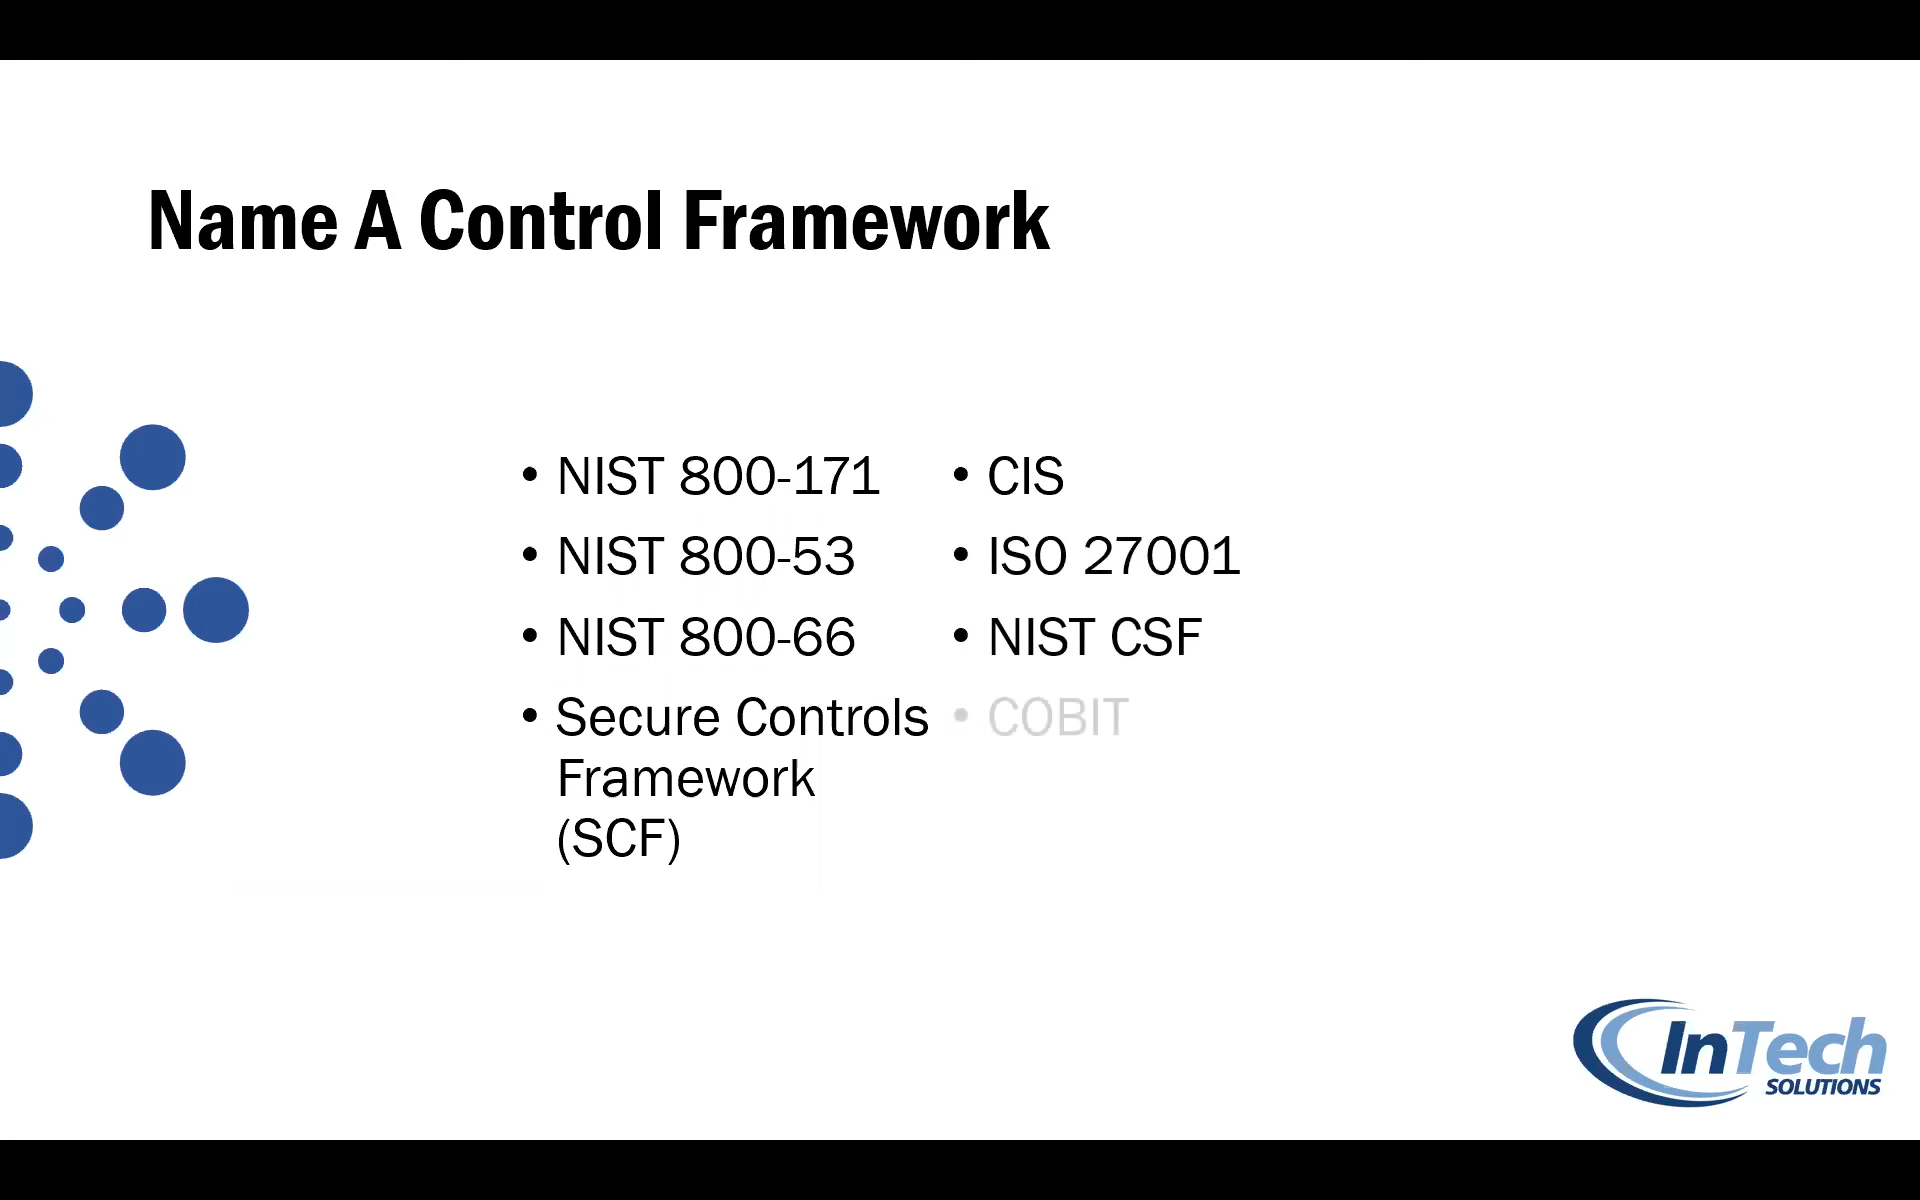 Name A Control Framework
• NIST 800-171
• NIST 800-53
• NIST 800-66
• Secure Controls
Framework
(SCF)
• CIS
• ISO 27001
• NIST CSF
• COBIT
InTech
SOLUTIONS